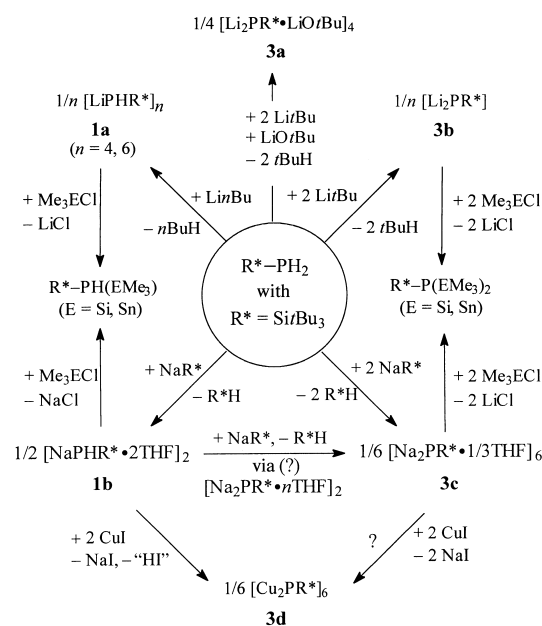 1/4 [Li₂PR*•LiOtBu]₄
3a
1/n [LiPHR*]ₙ
1a
(n = 4, 6)
1/n [Li₂PR*]
3b
+ 2 LitBu
+ LiOtBu
– 2 tBuH
+ Me₃ECl
– LiCl
+ LinBu
– nBuH
+ 2 LitBu
– 2 tBuH
+ 2 Me₃ECl
– 2 LiCl
R*–PH(EMe₃)
(E = Si, Sn)
R*–PH₂
with
R* = SitBu₃
R*–P(EMe₃)₂
(E = Si, Sn)
+ Me₃ECl
– NaCl
+ NaR*
– R*H
+ 2 NaR*
– 2 R*H
+ 2 Me₃ECl
– 2 LiCl
1/2 [NaPHR*•2THF]₂
1b
+ NaR*, – R*H
via (?)
[Na₂PR*•nTHF]₂
1/6 [Na₂PR*•1/3THF]₆
3c
+ 2 CuI
– NaI, –“HI”
?
+ 2 CuI
– 2 NaI
1/6 [Cu₂PR*]₆
3d